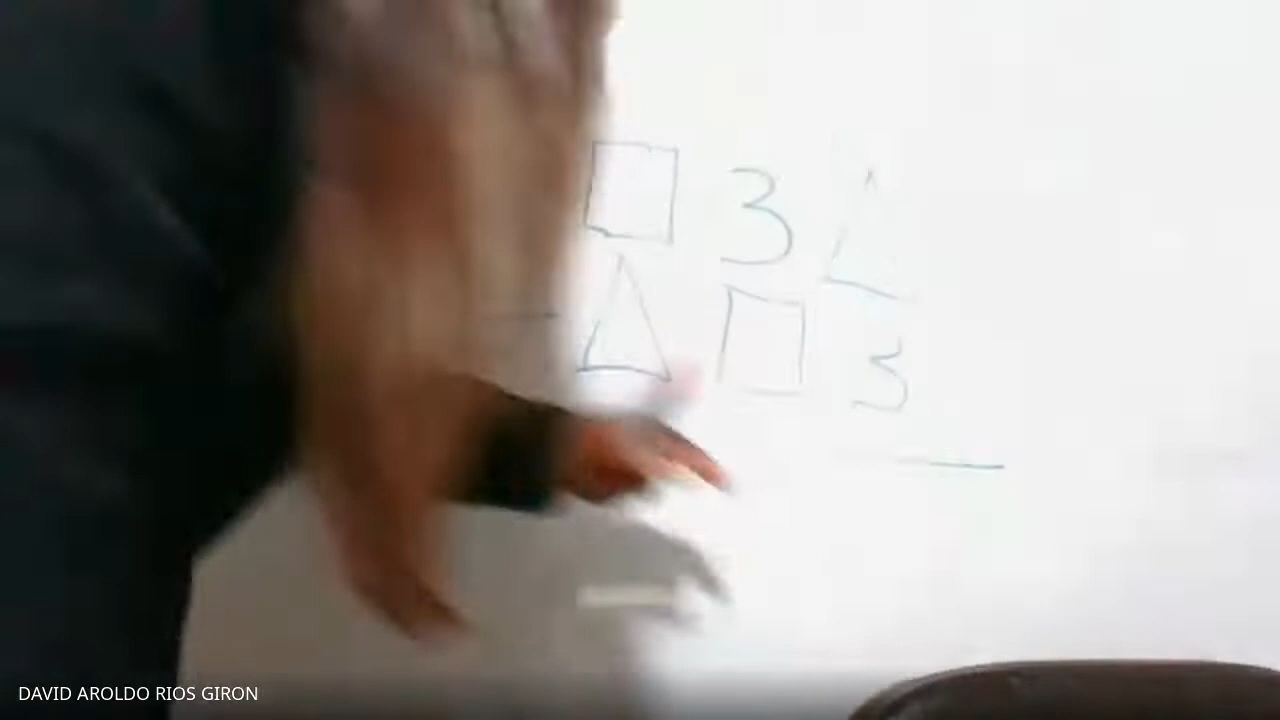 □ 3 △
- △ □ 3
DAVID AROLDO RIOS GIRON